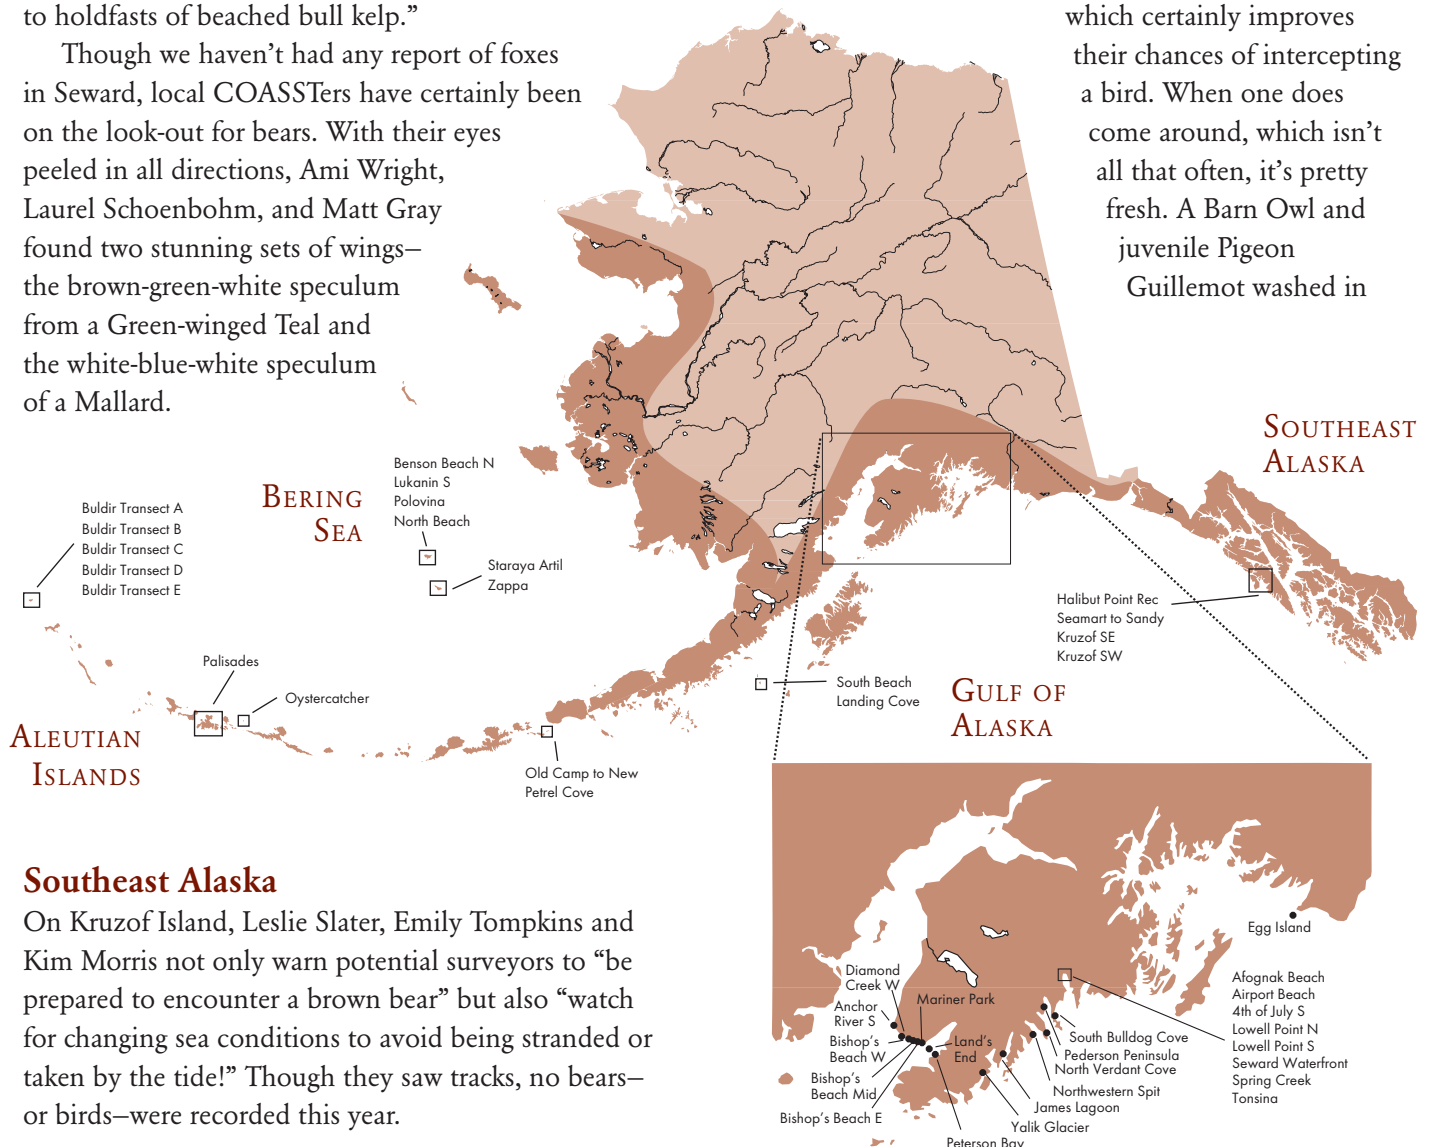 to holdfasts of beached bull kelp.”
Though we haven’t had any report of foxes
in Seward, local COASSTers have certainly been
on the look-out for bears. With their eyes
peeled in all directions, Ami Wright,
Laurel Schoenbohm, and Matt Gray
found two stunning sets of wings–
the brown-green-white speculum
from a Green-winged Teal and
the white-blue-white speculum
of a Mallard.
which certainly improves
their chances of intercepting
a bird. When one does
come around, which isn’t
all that often, it’s pretty
fresh. A Barn Owl and
juvenile Pigeon
Guillemot washed in
Southeast
Alaska
Bering
Sea
Benson Beach N
Lukanin S
Polovina
North Beach
Staraya Artil
Zappa
Buldir Transect A
Buldir Transect B
Buldir Transect C
Buldir Transect D
Buldir Transect E
Palisades
Oystercatcher
Aleutian
Islands
Old Camp to New
Petrel Cove
South Beach
Landing Cove
Gulf of
Alaska
Halibut Point Rec
Seamart to Sandy
Kruzof SE
Kruzof SW
Southeast Alaska
On Kruzof Island, Leslie Slater, Emily Tompkins and
Kim Morris not only warn potential surveyors to “be
prepared to encounter a brown bear” but also “watch
for changing sea conditions to avoid being stranded or
taken by the tide!” Though they saw tracks, no bears–
or birds–were recorded this year.
Egg Island
Diamond
Creek W
Mariner Park
Anchor
River S
Bishop’s
Beach W
Land’s
End
Bishop’s
Beach Mid
Bishop’s Beach E
Peterson Bay
Yalik Glacier
James Lagoon
Northwestern Spit
North Verdant Cove
Pederson Peninsula
South Bulldog Cove
Afognak Beach
Airport Beach
4th of July S
Lowell Point N
Lowell Point S
Seward Waterfront
Spring Creek
Tonsina